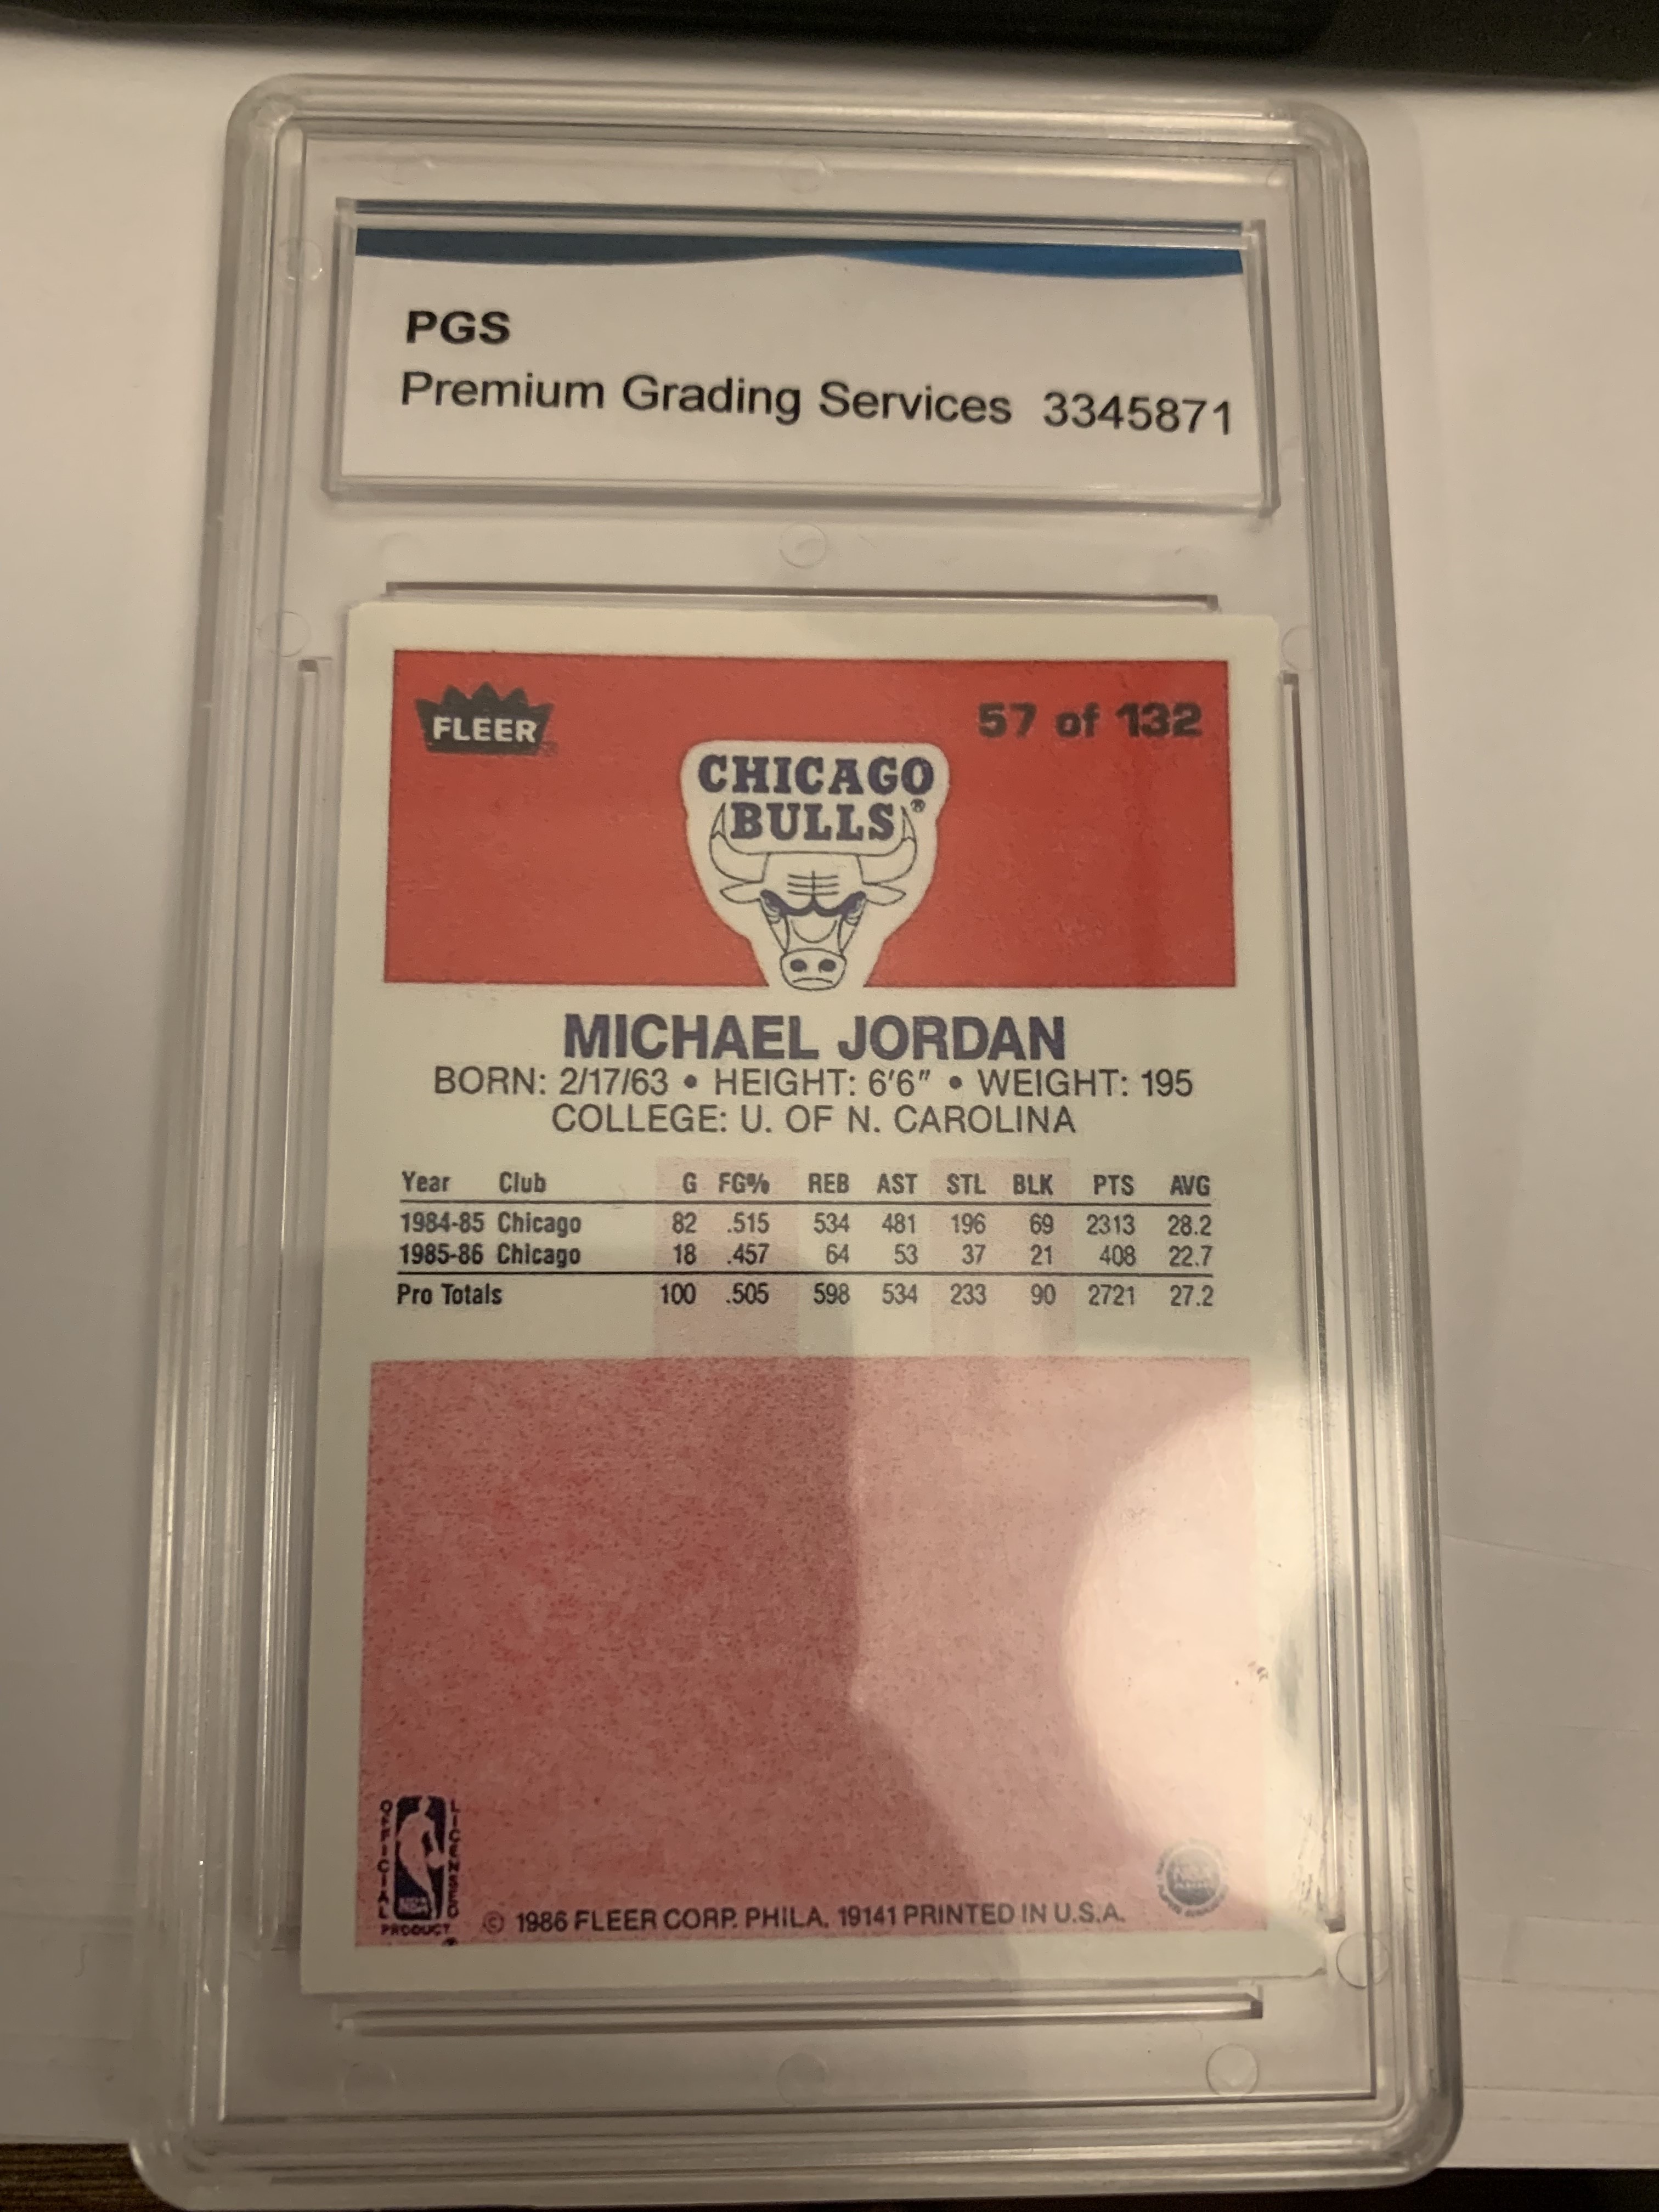 PGS
Premium Grading Services 3345871
FLEER
57 of 132
CHICAGO
BULLS®
MICHAEL JORDAN
BORN: 2/17/63 • HEIGHT: 6'6" • WEIGHT: 195
COLLEGE: U. OF N. CAROLINA
Year Club G FG% REB AST STL BLK PTS AVG
1984-85 Chicago 82 .515 534 481 196 69 2313 28.2
1985-86 Chicago 18 .457 64 53 37 21 408 22.7
Pro Totals 100 .505 598 534 233 90 2721 27.2
OFFICIAL
LICENSED
NBA
PRODUCT
© 1986 FLEER CORP. PHILA. 19141 PRINTED IN U.S.A.